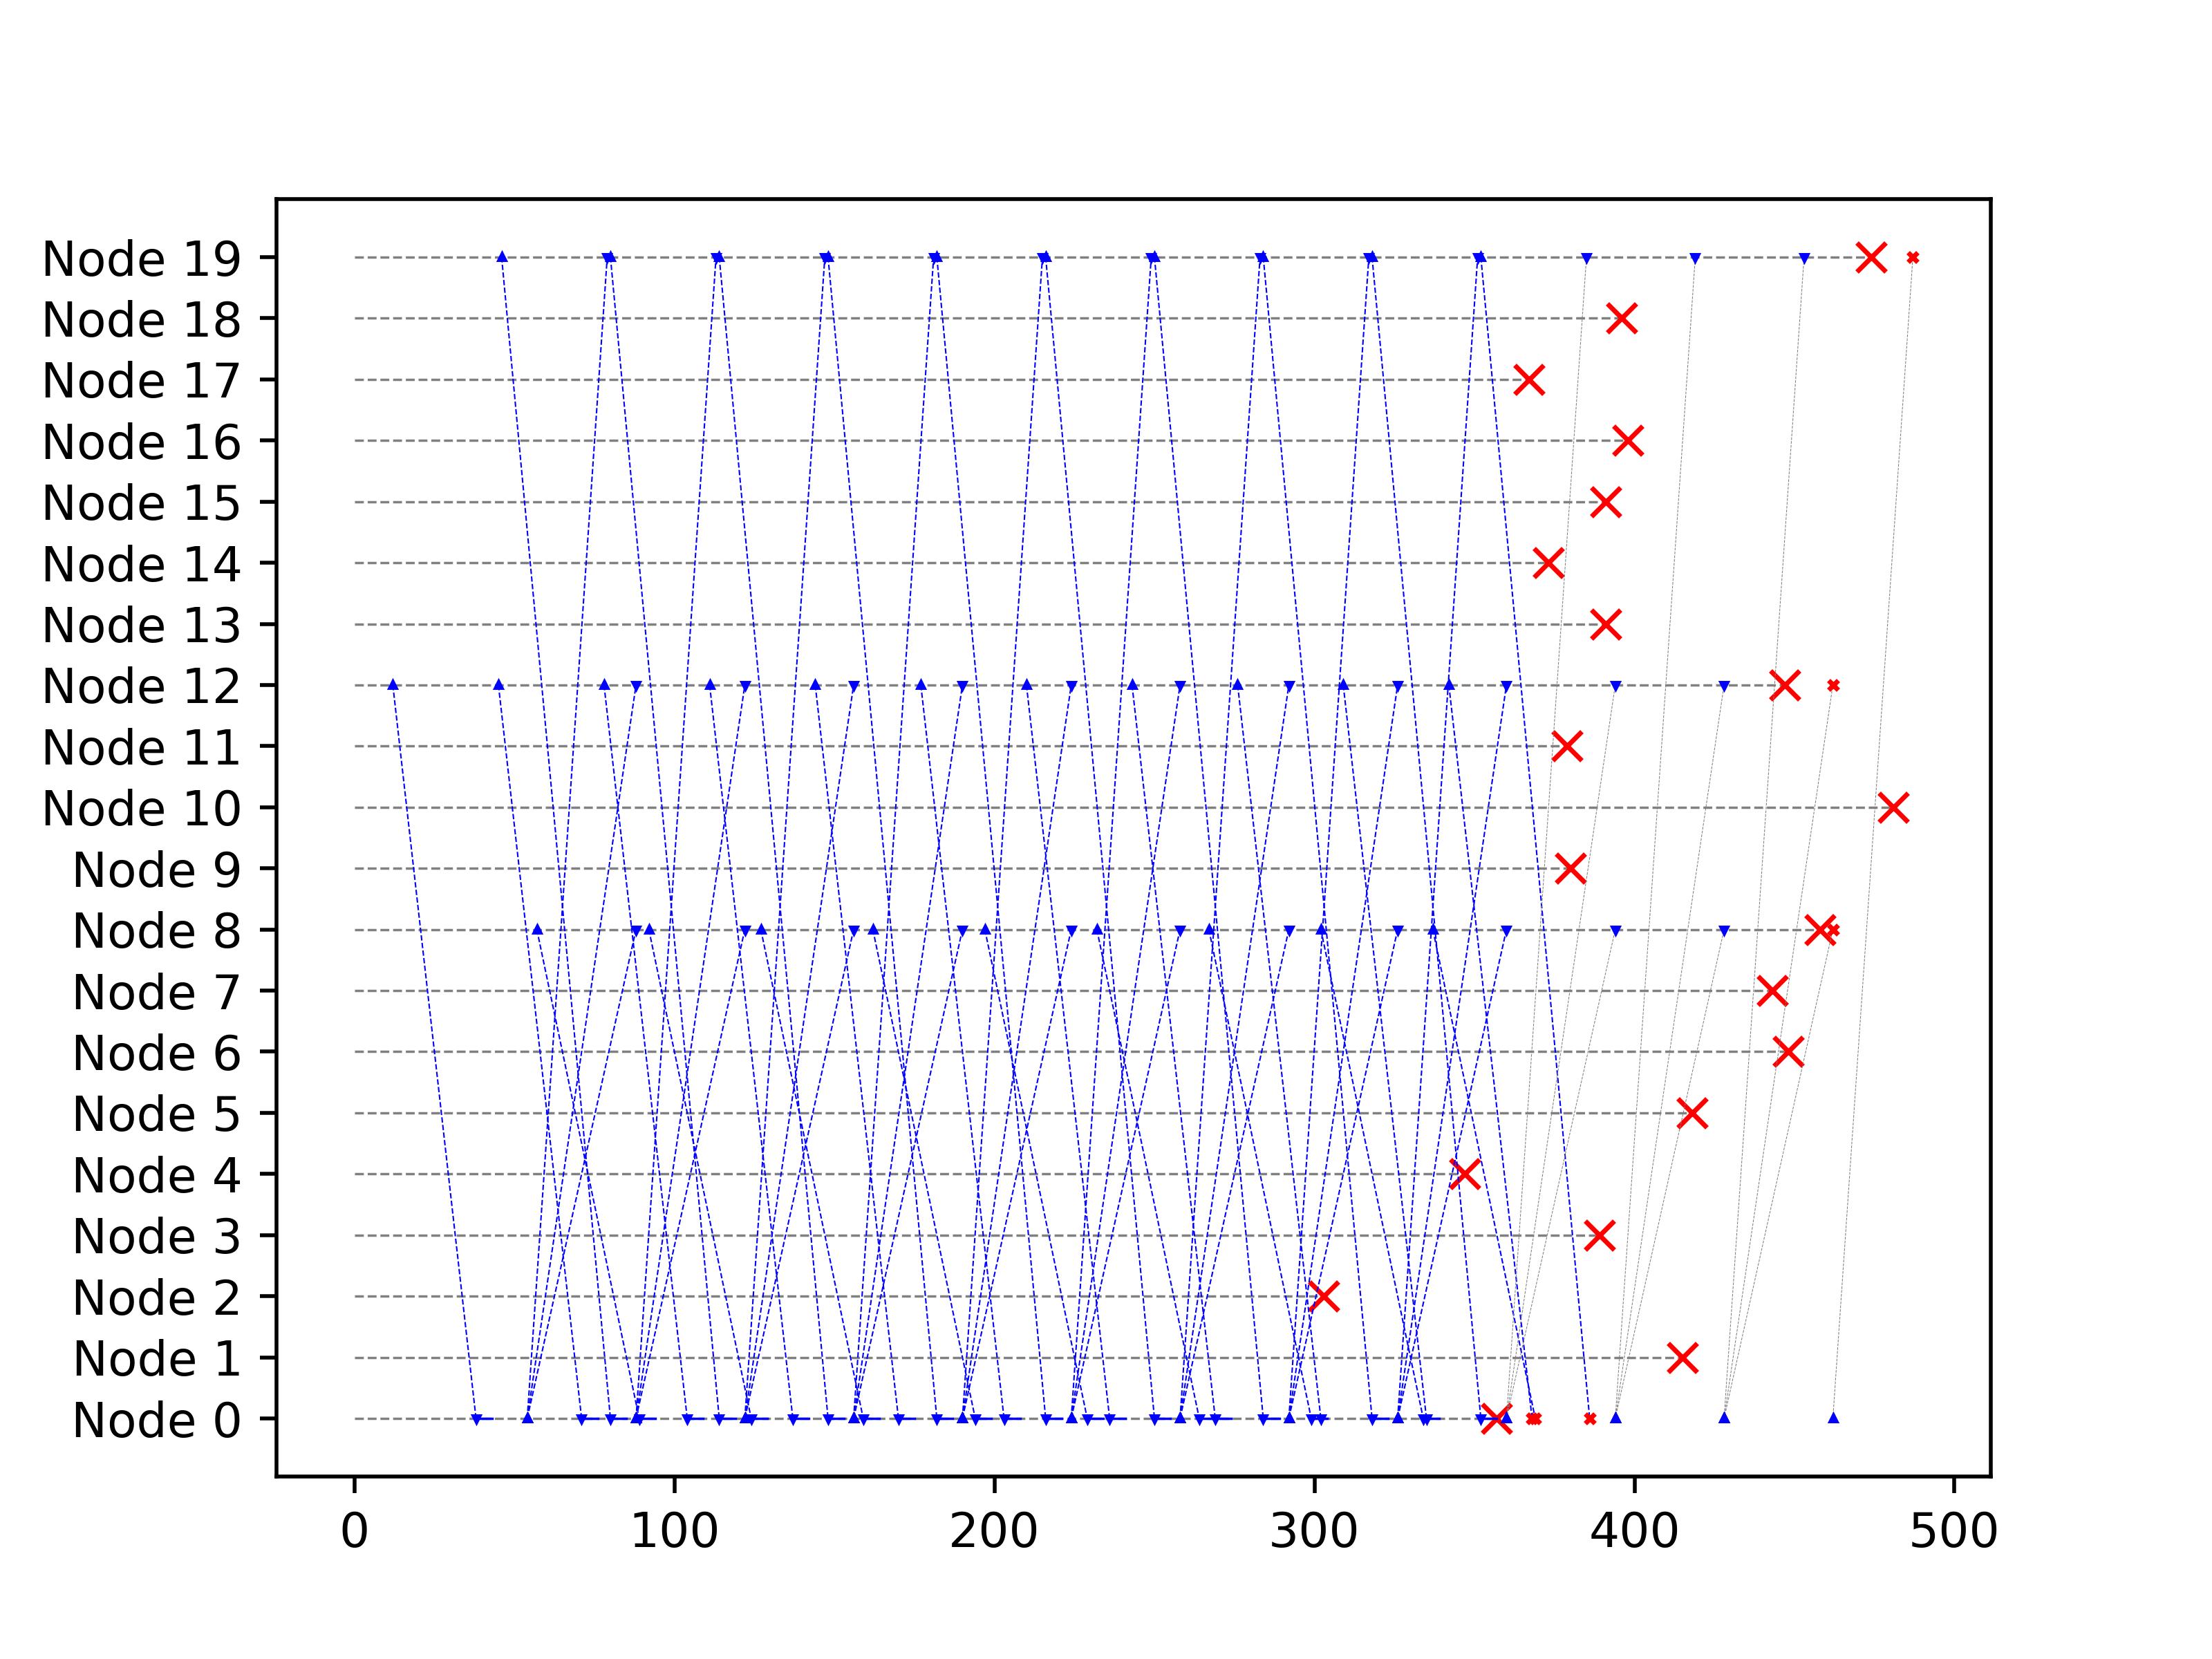 Node 19
Node 18
Node 17
Node 16
Node 15
Node 14
Node 13
Node 12
Node 11
Node 10
Node 9
Node 8
Node 7
Node 6
Node 5
Node 4
Node 3
Node 2
Node 1
Node 0
0 100 200 300 400 500